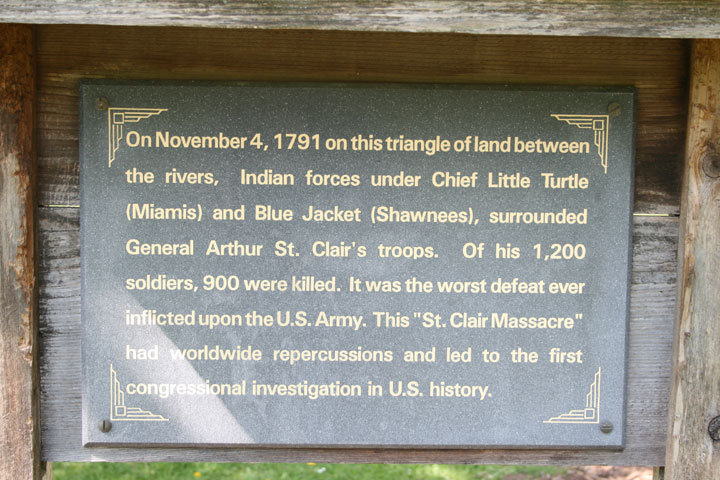 On November 4, 1791 on this triangle of land between
the rivers, Indian forces under Chief Little Turtle
(Miamis) and Blue Jacket (Shawnees), surrounded
General Arthur St. Clair's troops. Of his 1,200
soldiers, 900 were killed. It was the worst defeat ever
inflicted upon the U.S. Army. This "St. Clair Massacre"
had worldwide repercussions and led to the first
congressional investigation in U.S. history.